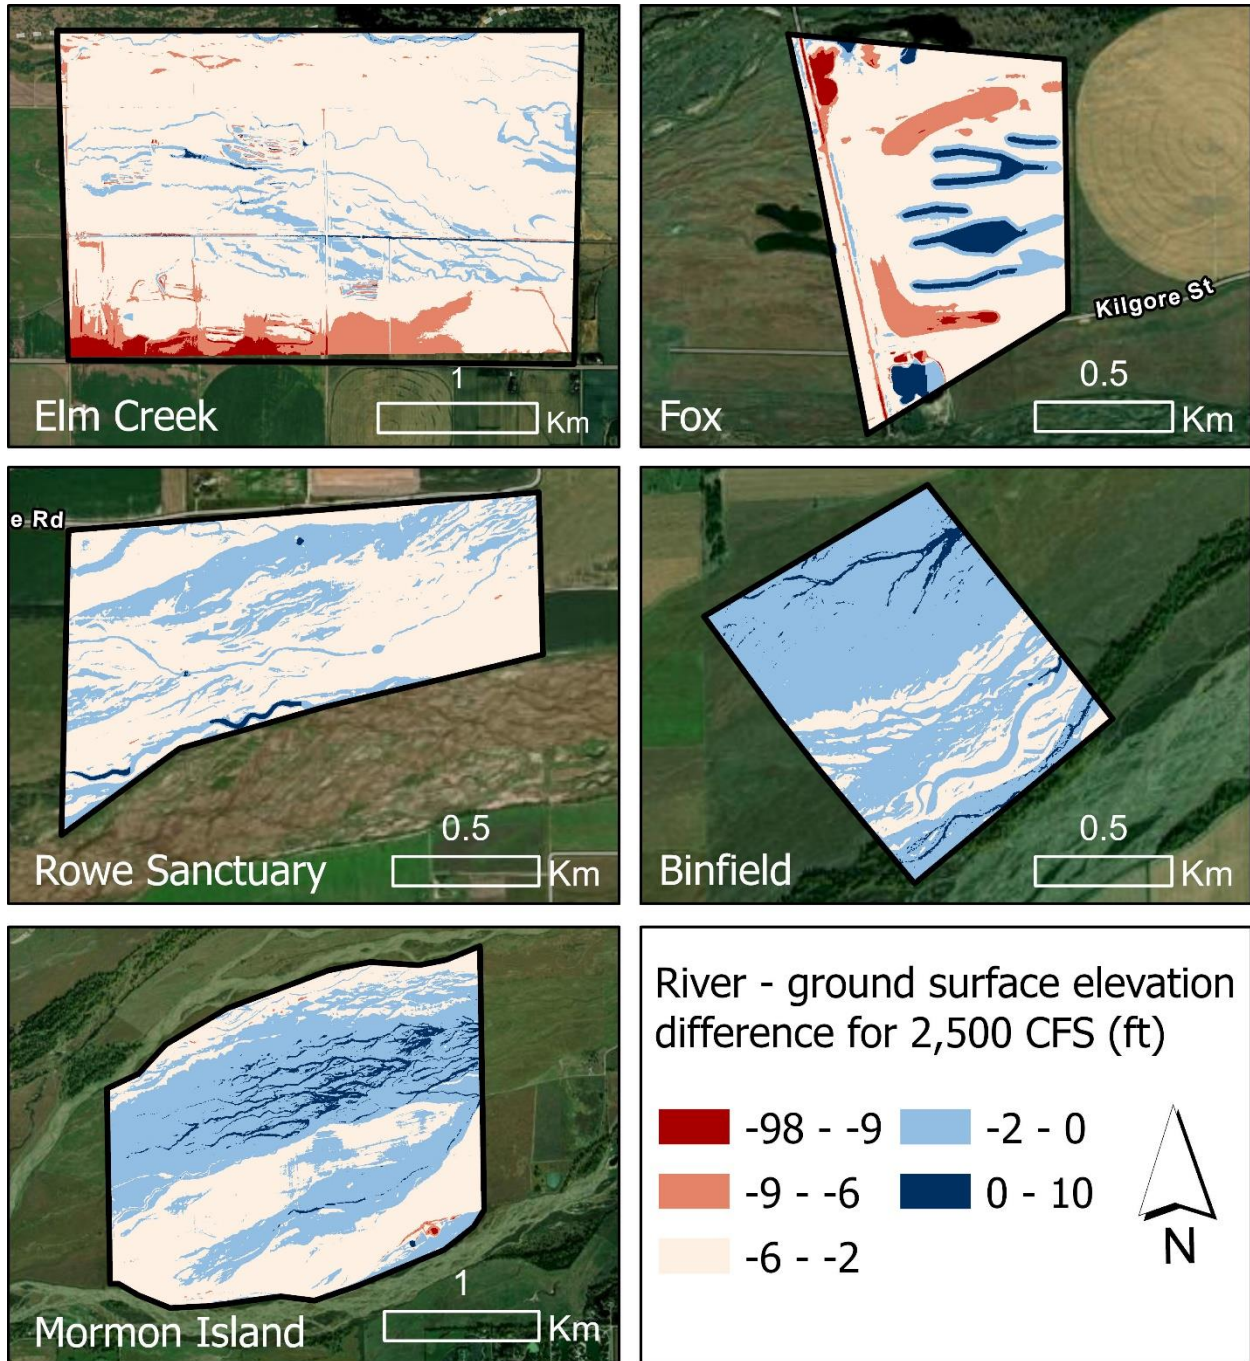 1
Elm Creek
Km
Kilgore St
0.5
Fox
Km
e Rd
0.5
Rowe Sanctuary
Km
0.5
Binfield
Km
1
Mormon Island
Km
River - ground surface elevation
difference for 2,500 CFS (ft)
-98 - -9
-2 - 0
-9 - -6
0 - 10
-6 - -2
N